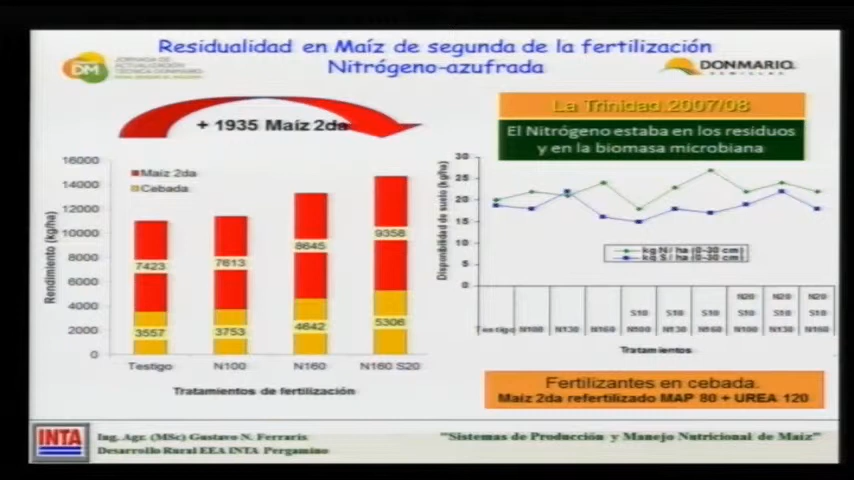 Residualidad en Maíz de segunda de la fertilización
Nitrógeno-azufrada
DM
JORNADA DE
ACTUALIZACIÓN
TÉCNICA DONMARIO
DONMARIO
SEMILLAS
+ 1935 Maíz 2da
La Trinidad.2007/08
El Nitrógeno estaba en los residuos
y en la biomasa microbiana
Rendimiento (kg/ha)
16000
14000
12000
10000
8000
6000
4000
2000
0
Maíz 2da
Cebada
7423
7613
8645
9358
3557
3753
4642
5306
Testigo N100 N160 N160 S20
Tratamientos de fertilización
Disponibilidad de suelo (kg/ha)
30
25
20
15
10
5
0
kg N / ha (0-30 cm)
kg S / ha (0-30 cm)
N20 N20 N20
S10 S10 S10 S10 S10 S10
Testigo N100 N130 N160 N100 N130 N160 N100 N130 N160
Tratamientos
Fertilizantes en cebada.
Maíz 2da refertilizado MAP 80 + UREA 120
INTA
Ing. Agr. (MSc) Gustavo N. Ferraris
Desarrollo Rural EEA INTA Pergamino
"Sistemas de Producción y Manejo Nutricional de Maíz"